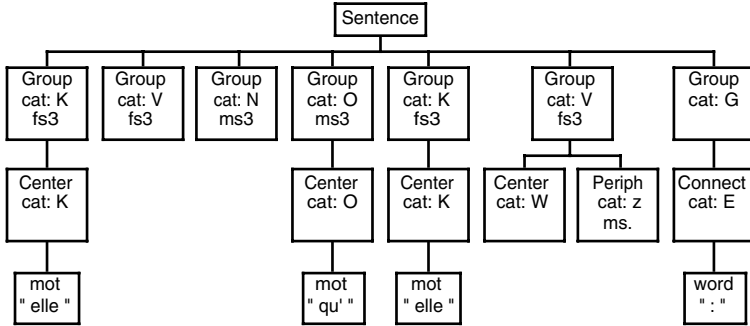 Sentence
Group Group Group Group Group Group Group
cat: K cat: V cat: N cat: O cat: K cat: V cat: G
fs3 fs3 ms3 ms3 fs3 fs3
Center Center Center Center Periph Connect
cat: K cat: O cat: K cat: W cat: z cat: E
ms.
mot mot mot word
" elle " " qu' " " elle " " : "